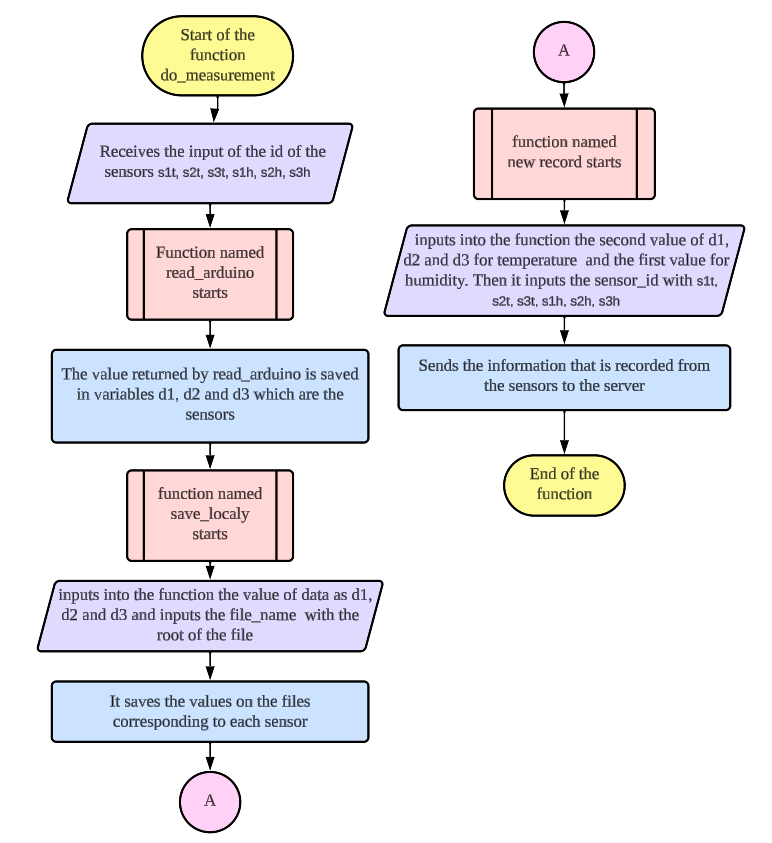 Start of the
function
do_measurement
Receives the input of the id of the
sensors s1t, s2t, s3t, s1h, s2h, s3h
Function named
read_arduino
starts
The value returned by read_arduino is saved
in variables d1, d2 and d3 which are the
sensors
function named
save_localy
starts
inputs into the function the value of data as d1,
d2 and d3 and inputs the file_name with the
root of the file
It saves the values on the files
corresponding to each sensor
A
A
function named
new record starts
inputs into the function the second value of d1,
d2 and d3 for temperature and the first value for
humidity. Then it inputs the sensor_id with s1t,
s2t, s3t, s1h, s2h, s3h
Sends the information that is recorded from
the sensors to the server
End of the
function